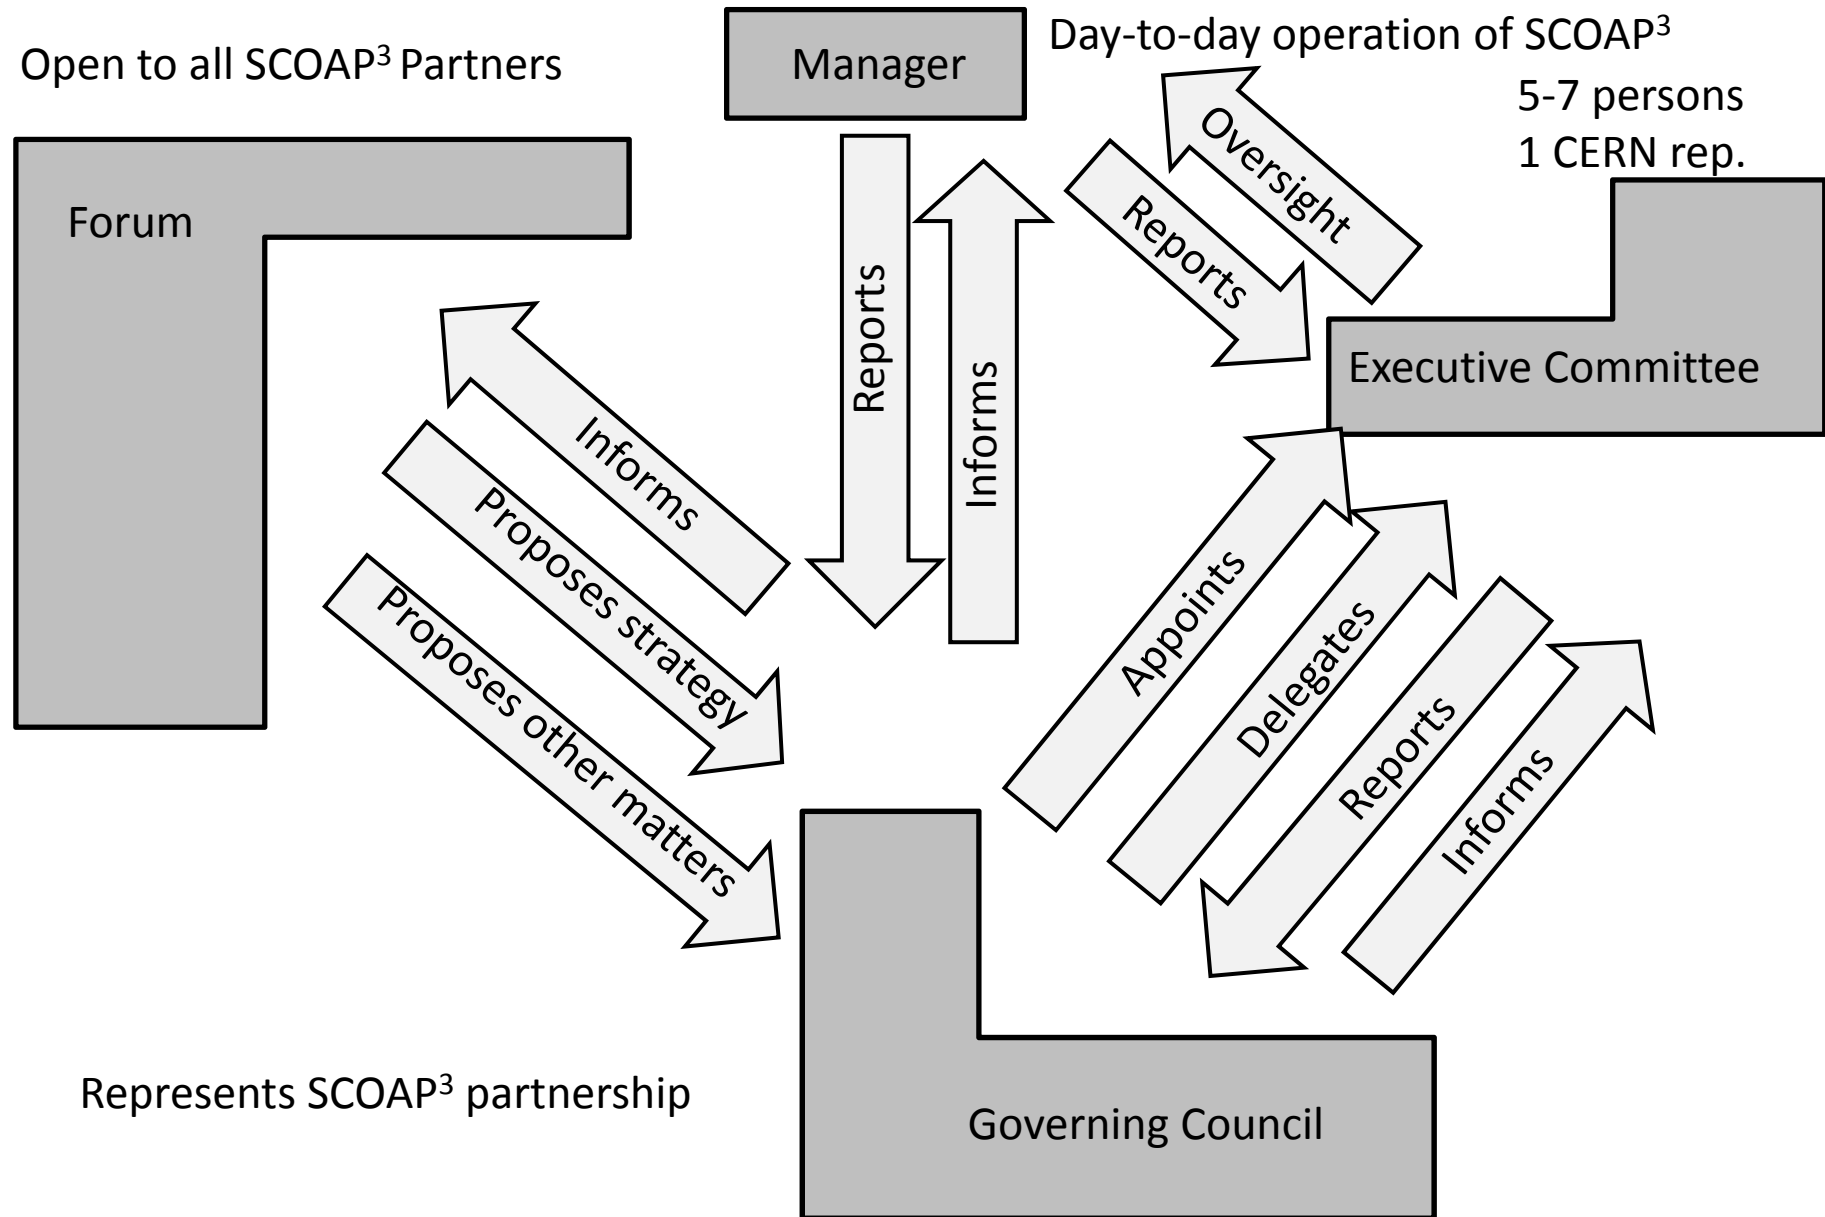 Open to all SCOAP³ Partners
Manager
Day-to-day operation of SCOAP³
5-7 persons
1 CERN rep.
Forum
Oversight
Reports
Reports
Informs
Executive Committee
Informs
Proposes strategy
Proposes other matters
Appoints
Delegates
Reports
Informs
Represents SCOAP³ partnership
Governing Council